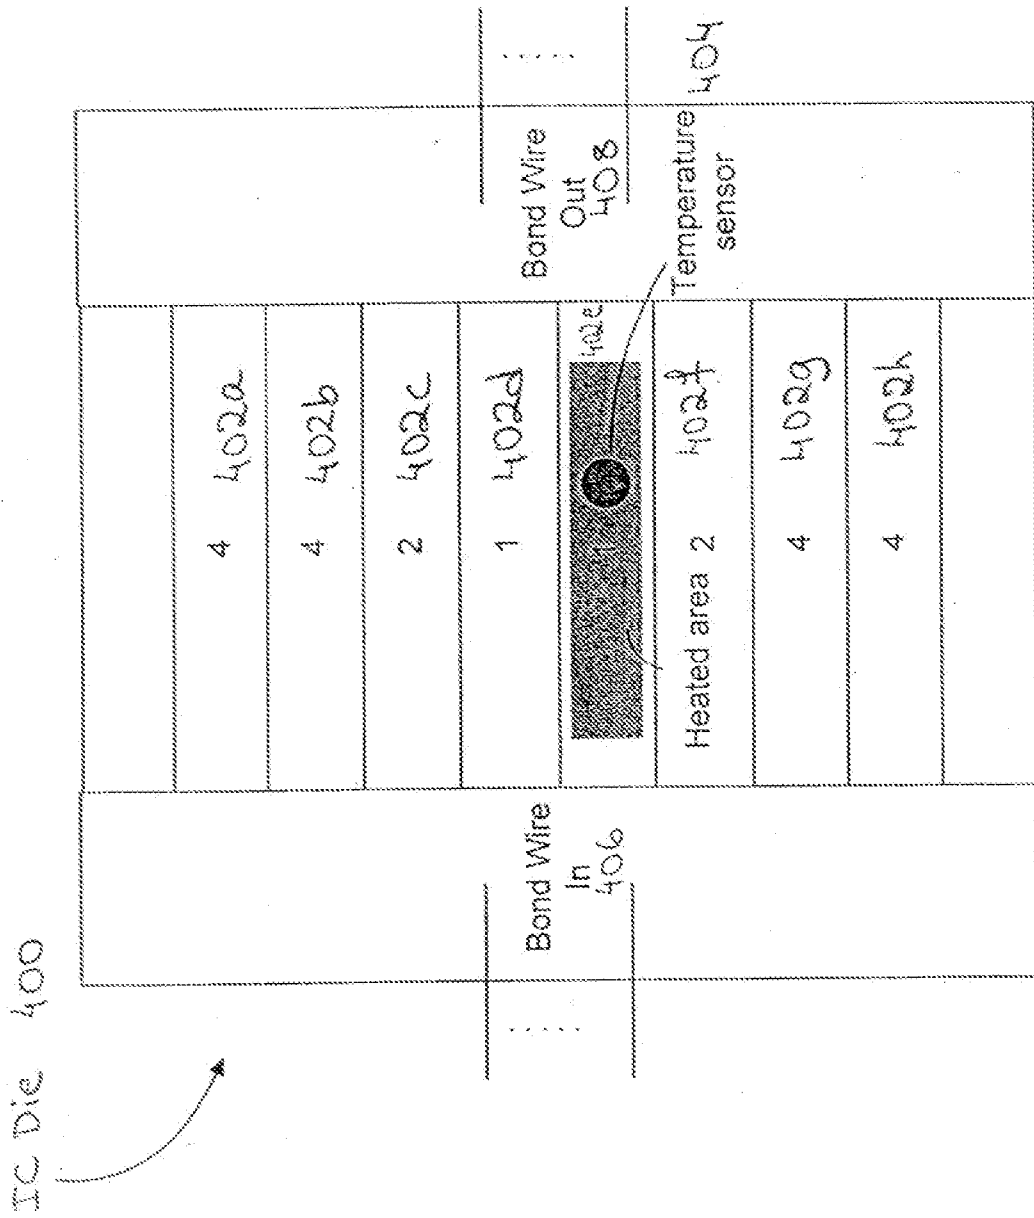 IC Die 400
Bond Wire
In
406
4 402a
4 402b
2 402c
1 402d
1 402e
Heated area 2 402f
4 402g
4 402h
Bond Wire
Out
408
Temperature
sensor
404